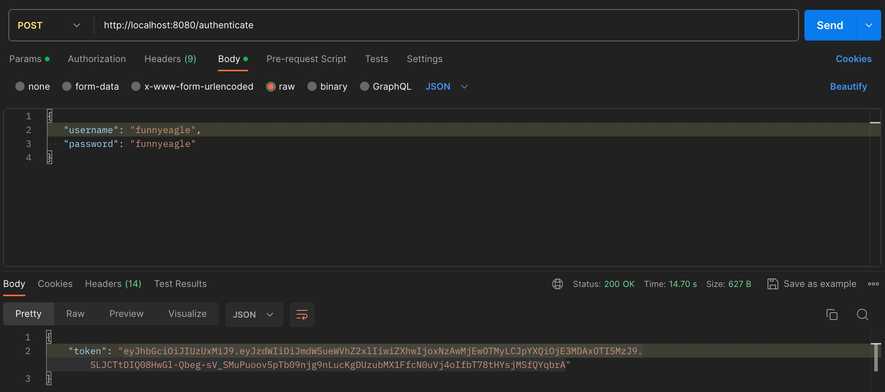 POST http://localhost:8080/authenticate Send
Params Authorization Headers (9) Body Pre-request Script Tests Settings Cookies
none form-data x-www-form-urlencoded raw binary GraphQL JSON Beautify
1 {
2 "username": "funnyeagle",
3 "password": "funnyeagle"
4 }
Body Cookies Headers (14) Test Results Status: 200 OK Time: 14.70 s Size: 627 B Save as example
Pretty Raw Preview Visualize JSON
1 {
2 "token": "eyJhbGciOiJIUzUxMiJ9.eyJzdWIiOiJmdW5ueWVhZ2xlIiwiZXhwIjoxNzAwMjEwOTMyLCJpYXQiOjE3MDAxOTI5MzJ9.
SLJCTtDIQ08HwGl-Qbeg-sV_SMuPuoov5pTb09njg9nLucKgDUzubMX1FfcN0uVj4oIfbT78tHYsjMSfQYqbrA"
3 }